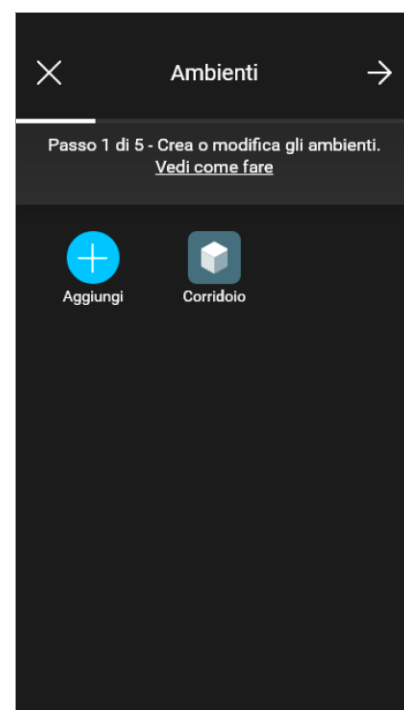 Ambienti
Passo 1 di 5 - Crea o modifica gli ambienti.
Vedi come fare
Aggiungi
Corridoio